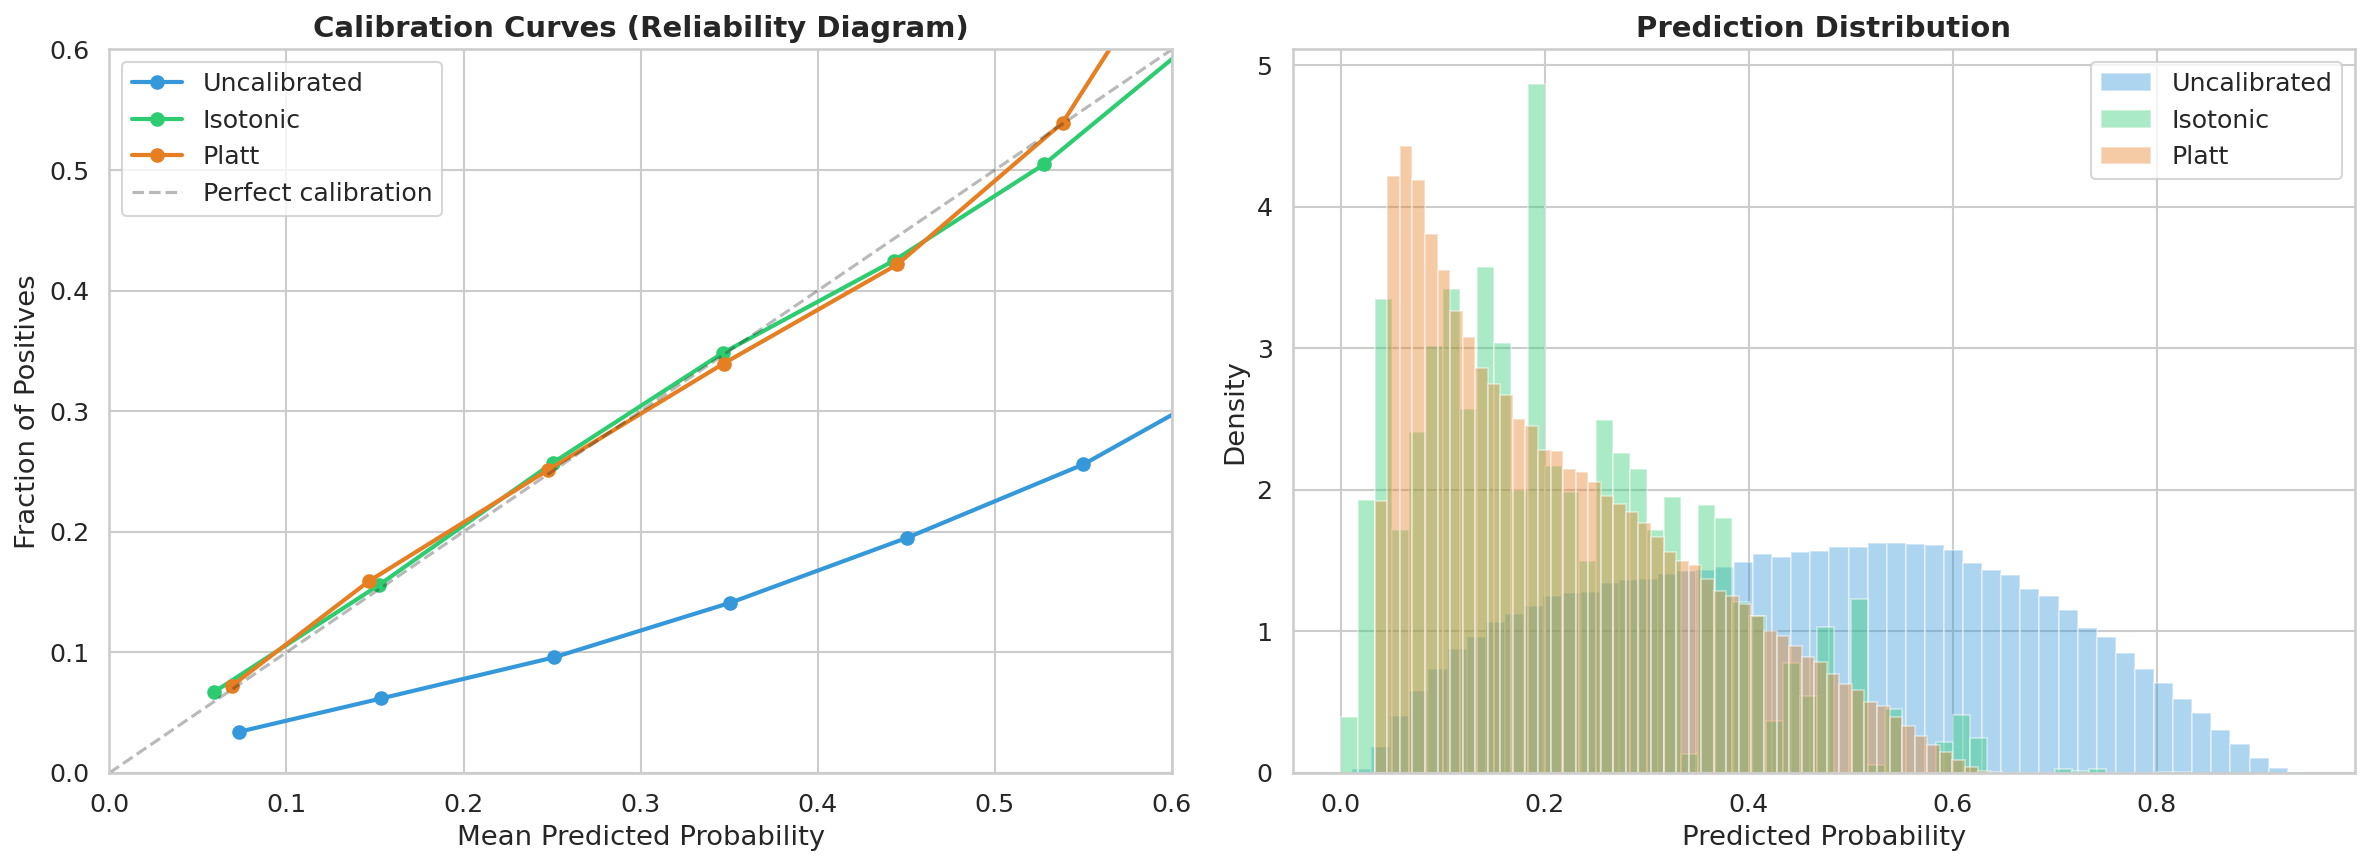 Calibration Curves (Reliability Diagram)
0.6
0.5
0.4
0.3
0.2
0.1
0.0
Fraction of Positives
Uncalibrated
Isotonic
Platt
Perfect calibration
0.0 0.1 0.2 0.3 0.4 0.5 0.6
Mean Predicted Probability
Prediction Distribution
5
4
3
2
1
0
Density
Uncalibrated
Isotonic
Platt
0.0 0.2 0.4 0.6 0.8
Predicted Probability